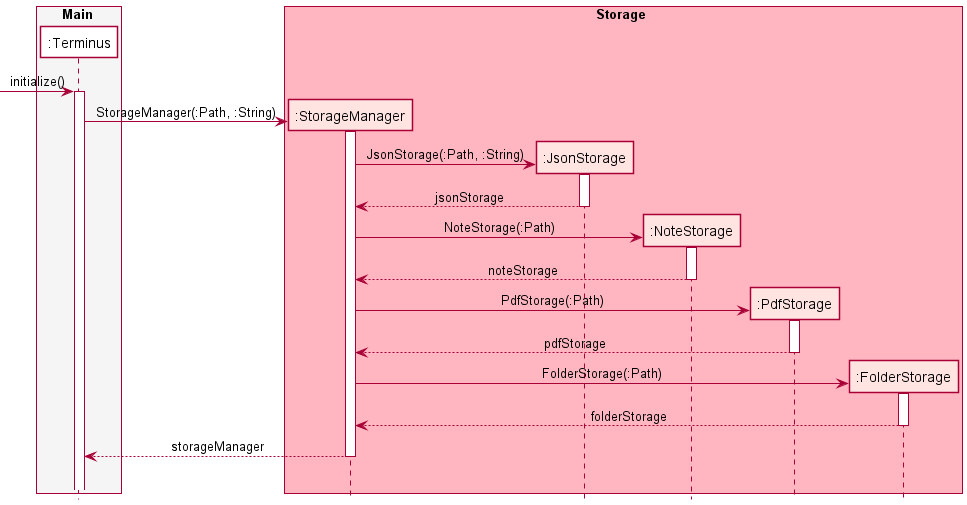 Main
Storage
:Terminus
initialize()
StorageManager(:Path, :String)
:StorageManager
JsonStorage(:Path, :String)
:JsonStorage
jsonStorage
NoteStorage(:Path)
:NoteStorage
noteStorage
PdfStorage(:Path)
:PdfStorage
pdfStorage
FolderStorage(:Path)
:FolderStorage
folderStorage
storageManager